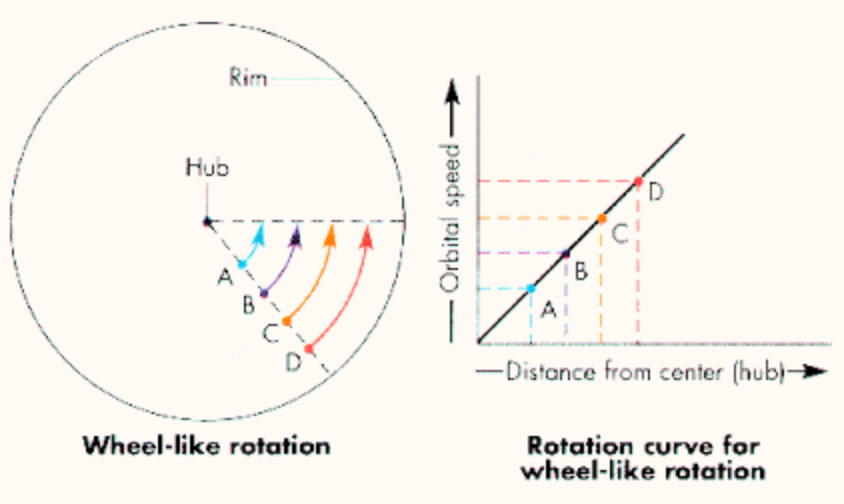 Rim
Hub
A
B
C
D
Wheel-like rotation
Orbital speed
A
B
C
D
Distance from center (hub)
Rotation curve for
wheel-like rotation